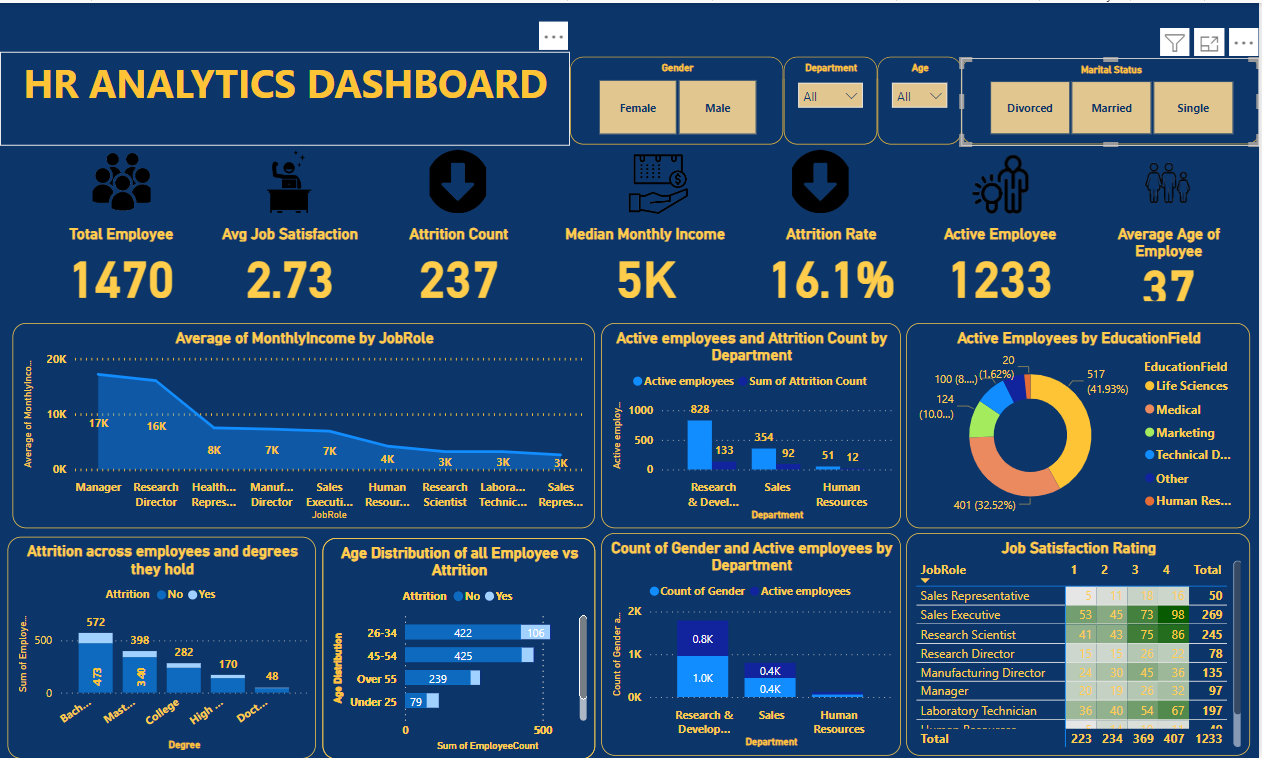 HR ANALYTICS DASHBOARD
Gender
Female
Male
Department
All
Age
All
Marital Status
Divorced
Married
Single
Total Employee
1470
Avg Job Satisfaction
2.73
Attrition Count
237
Median Monthly Income
5K
Attrition Rate
16.1%
Active Employee
1233
Average Age of
Employee
37
Average of MonthlyIncome by JobRole
Average of MonthlyInco...
20K
10K
0K
17K
16K
8K
7K
7K
4K
3K
3K
3K
Manager
Research
Director
Health...
Repres...
Manuf...
Director
Sales
Executi...
Human
Resour...
Research
Scientist
Labora...
Technic...
Sales
Repres...
JobRole
Active employees and Attrition Count by
Department
Active employees
Sum of Attrition Count
Active employ...
1000
500
0
828
133
354
92
51
12
Research
& Devel...
Sales
Human
Resources
Department
Active Employees by EducationField
20
(1.62%)
100 (8....)
124
(10.0...)
517
(41.93%)
401 (32.52%)
EducationField
Life Sciences
Medical
Marketing
Technical D...
Other
Human Res...
Attrition across employees and degrees
they hold
Attrition
No
Yes
Sum of Employe...
500
0
572
473
398
340
282
170
48
Bach...
Mast...
College
High ...
Doct...
Degree
Age Distribution of all Employee vs
Attrition
Attrition
No
Yes
Age Distribution
26-34
422
106
45-54
425
Over 55
239
Under 25
79
0
500
Sum of EmployeeCount
Count of Gender and Active employees by
Department
Count of Gender
Active employees
Count of Gender a...
2K
1K
0K
0.8K
1.0K
0.4K
0.4K
Research &
Develop...
Sales
Human
Resources
Department
Job Satisfaction Rating
JobRole 1 2 3 4 Total
Sales Representative 5 11 18 16 50
Sales Executive 53 45 73 98 269
Research Scientist 41 43 75 86 245
Research Director 26 22 78
Manufacturing Director 24 30 45 36 135
Manager 20 19 26 32 97
Laboratory Technician 36 40 54 67 197
Total 223 234 369 407 1233